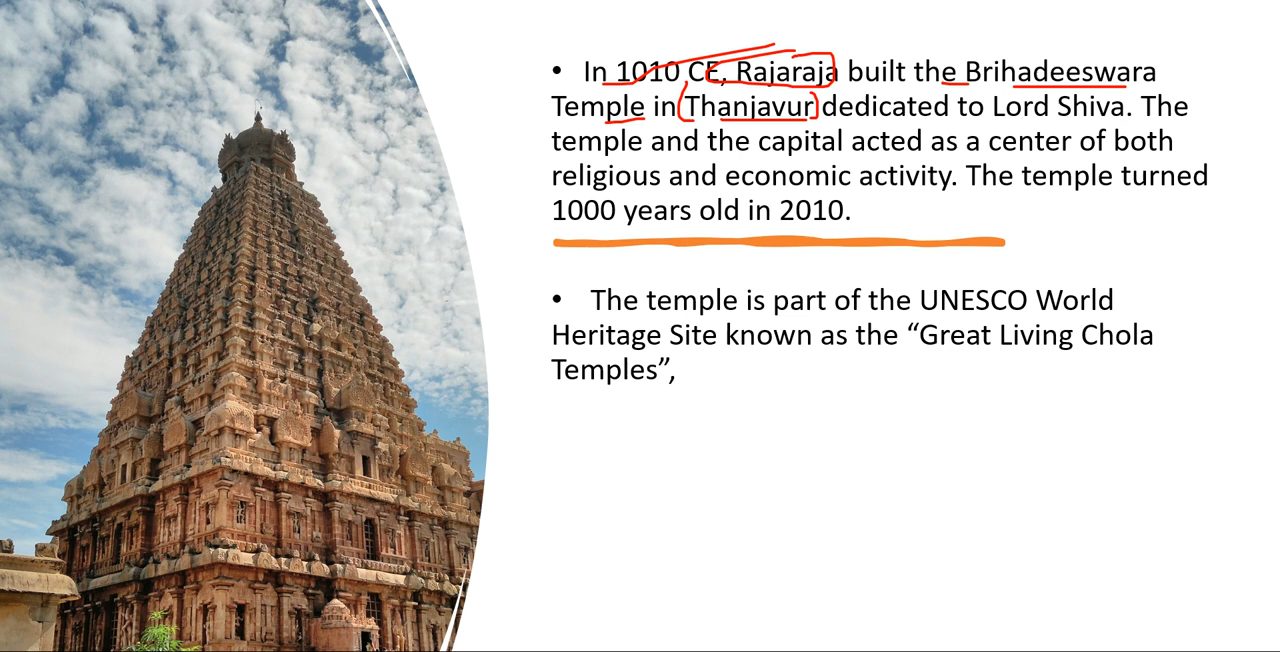 • In 1010 CE, Rajaraja built the Brihadeeswara
Temple in Thanjavur dedicated to Lord Shiva. The
temple and the capital acted as a center of both
religious and economic activity. The temple turned
1000 years old in 2010.
• The temple is part of the UNESCO World
Heritage Site known as the “Great Living Chola
Temples”,